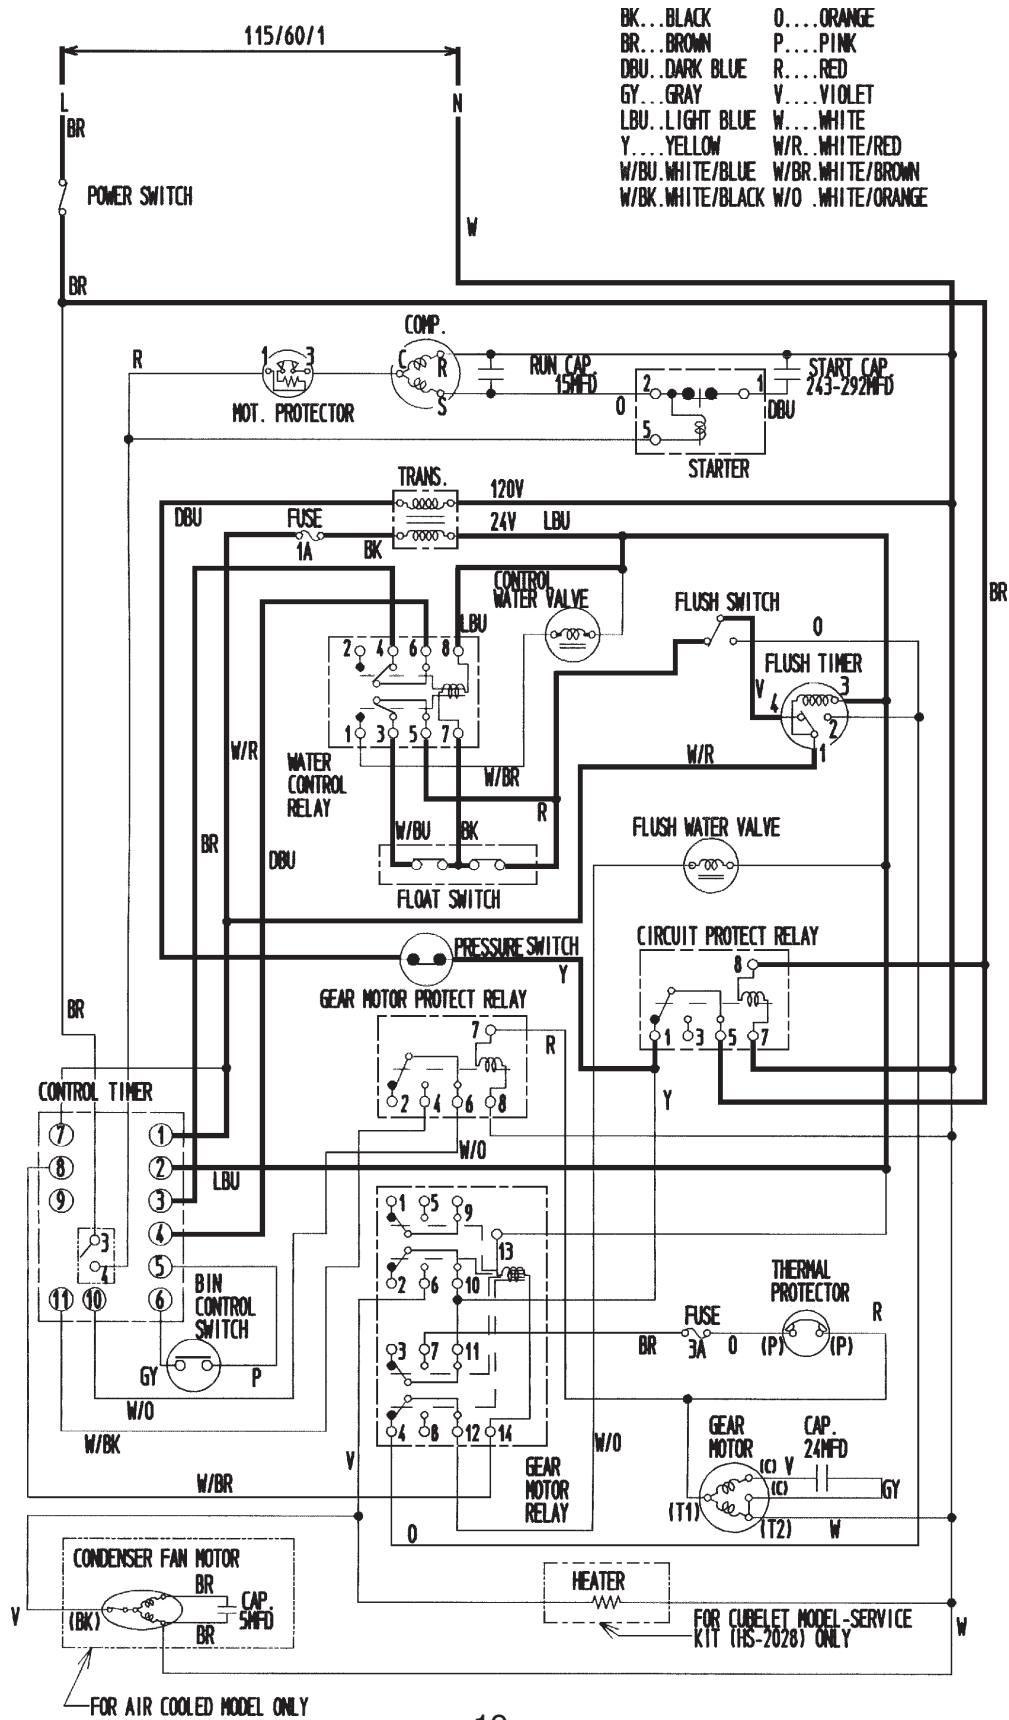 115/60/1
BK...BLACK O....ORANGE
BR...BROWN P....PINK
DBU..DARK BLUE R....RED
GY...GRAY V....VIOLET
LBU..LIGHT BLUE W....WHITE
Y....YELLOW W/R..WHITE/RED
W/BU.WHITE/BLUE W/BR.WHITE/BROWN
W/BK.WHITE/BLACK W/O .WHITE/ORANGE
L
N
BR
POWER SWITCH
W
BR
COMP.
R
1 3
C
R
S
MOT. PROTECTOR
RUN CAP.
15MFD
START CAP.
243-292MFD
O
2
1
5
DBU
STARTER
TRANS.
120V
24V
LBU
DBU
FUSE
1A
BK
CONTROL
WATER VALVE
LBU
BR
FLUSH SWITCH
O
FLUSH TIMER
V
4
3
2
1
2 4 6 8
1 3 5 7
WATER
CONTROL
RELAY
W/R
W/BR
W/R
R
W/BU
BK
BR
DBU
FLOAT SWITCH
FLUSH WATER VALVE
PRESSURE SWITCH
Y
CIRCUIT PROTECT RELAY
8
1 3 5 7
GEAR MOTOR PROTECT RELAY
7
R
2 4 6 8
W/O
Y
BR
CONTROL TIMER
7 1
8 2
9 3
3 4
4 5
11 10 6
LBU
BIN
CONTROL
SWITCH
GY
P
W/O
W/BK
W/BR
1 5 9
13
2 6 10
3 7 11
4 8 12 14
GEAR
MOTOR
RELAY
V
O
W/O
THERMAL
PROTECTOR
FUSE
3A
BR
O
(P) (P)
R
GEAR
MOTOR
CAP.
24MFD
(C) V
(C)
GY
(T1)
(T2)
W
CONDENSER FAN MOTOR
BR
CAP.
5MFD
(BK)
BR
V
HEATER
FOR CUBELET MODEL-SERVICE
KIT (HS-2028) ONLY
W
FOR AIR COOLED MODEL ONLY